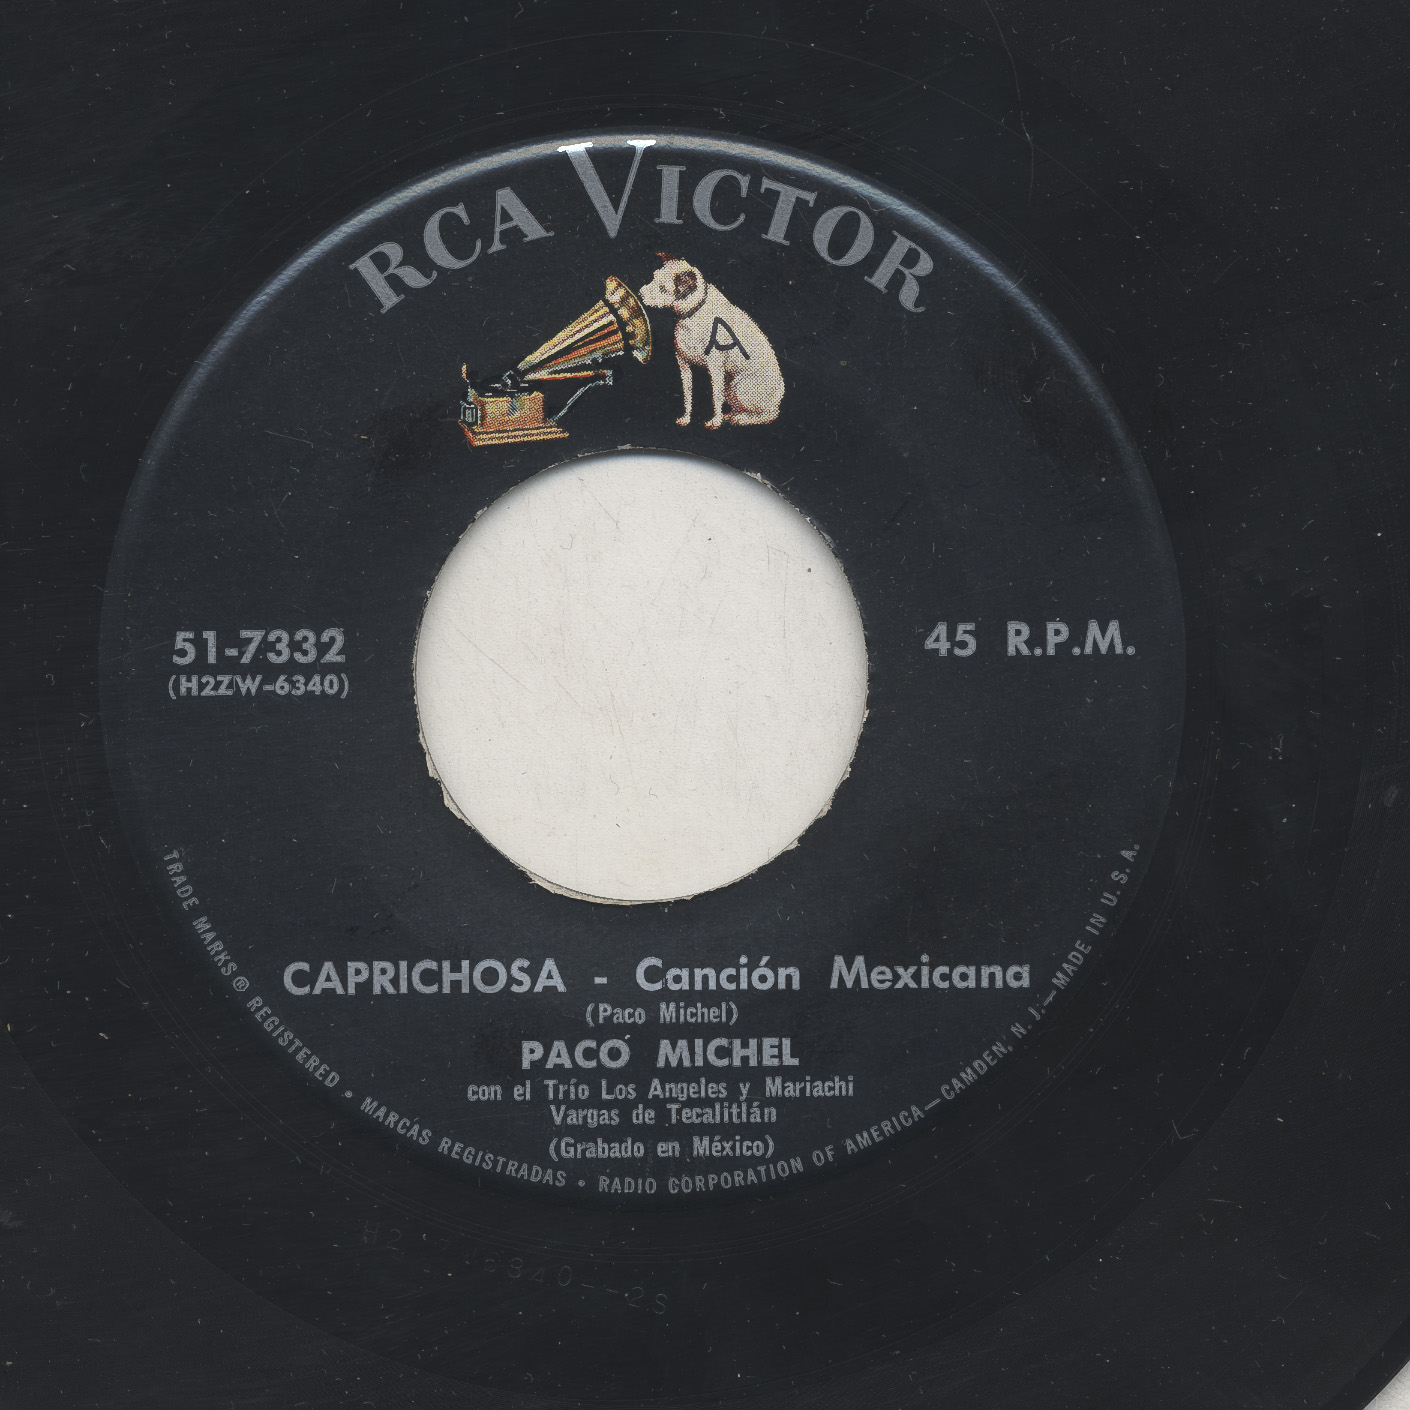 RCA VICTOR
A
51-7332
(H2ZW-6340)
45 R.P.M.
CAPRICHOSA - Canción Mexicana
(Paco Michel)
PACO MICHEL
con el Trío Los Angeles y Mariachi
Vargas de Tecalitlán
(Grabado en México)
TRADE MARKS ® REGISTERED • MARCAS REGISTRADAS • RADIO CORPORATION OF AMERICA—CAMDEN, N. J.—MADE IN U. S. A.